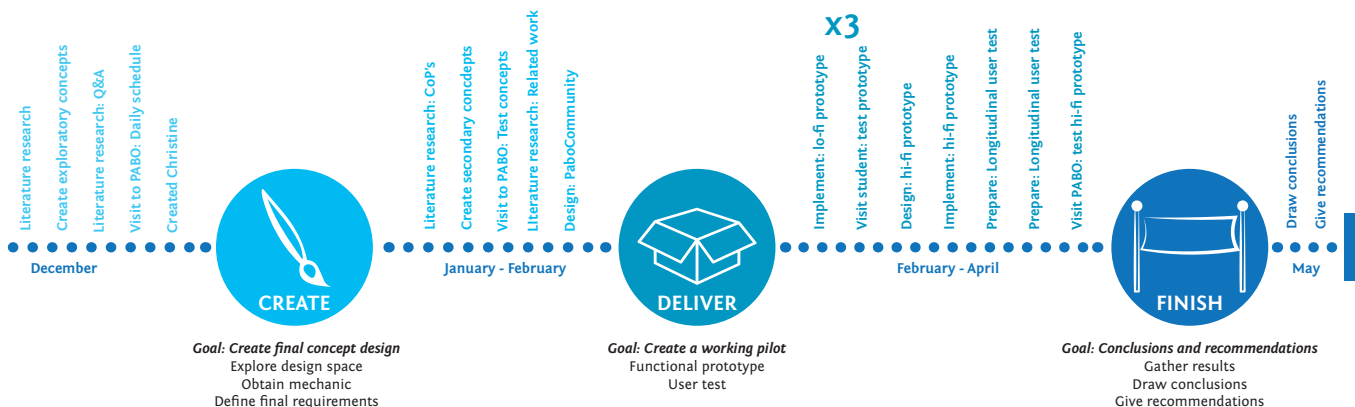 Literature research
Create exploratory concepts
Literature research: Q&A
Visit to PABO: Daily schedule
Created Christine
December
CREATE
Goal: Create final concept design
Explore design space
Obtain mechanic
Define final requirements
Literature research: CoP's
Create secondary concdepts
Visit to PABO: Test concepts
Literature research: Related work
Design: PaboCommunity
January - February
DELIVER
Goal: Create a working pilot
Functional prototype
User test
x3
Implement: lo-fi prototype
Visit student: test prototype
Design: hi-fi prototype
Implement: hi-fi prototype
Prepare: Longitudinal user test
Prepare: Longitudinal user test
Visit PABO: test hi-fi prototype
February - April
FINISH
Goal: Conclusions and recommendations
Gather results
Draw conclusions
Give recommendations
Draw conclusions
Give recommendations
May